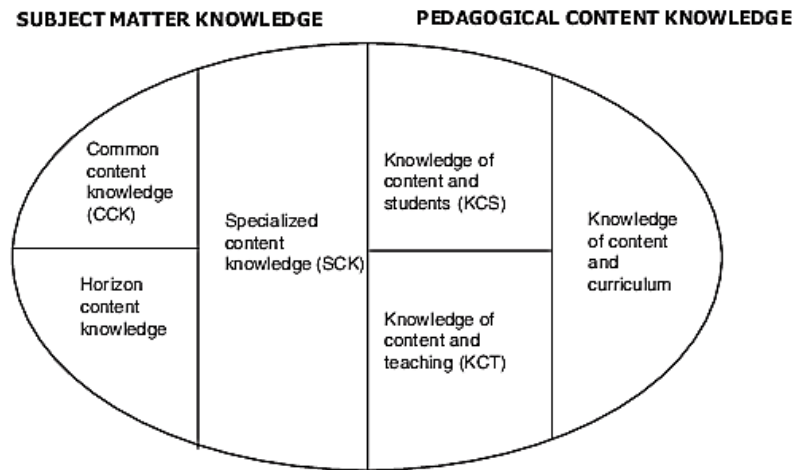 SUBJECT MATTER KNOWLEDGE
PEDAGOGICAL CONTENT KNOWLEDGE
Common
content
knowledge
(CCK)
Horizon
content
knowledge
Specialized
content
knowledge (SCK)
Knowledge of
content and
students (KCS)
Knowledge of
content and
teaching (KCT)
Knowledge
of content
and
curriculum